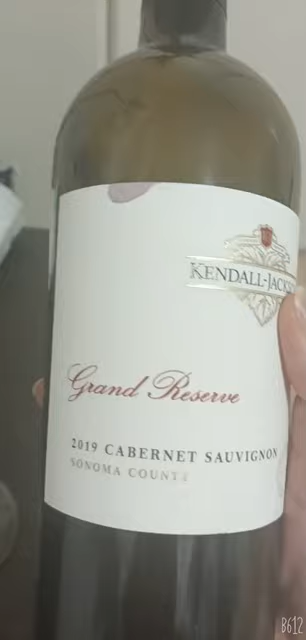 KENDALL-JACKS
Grand Reserve
2019 CABERNET SAUVIGNON
SONOMA COUNTY
B612